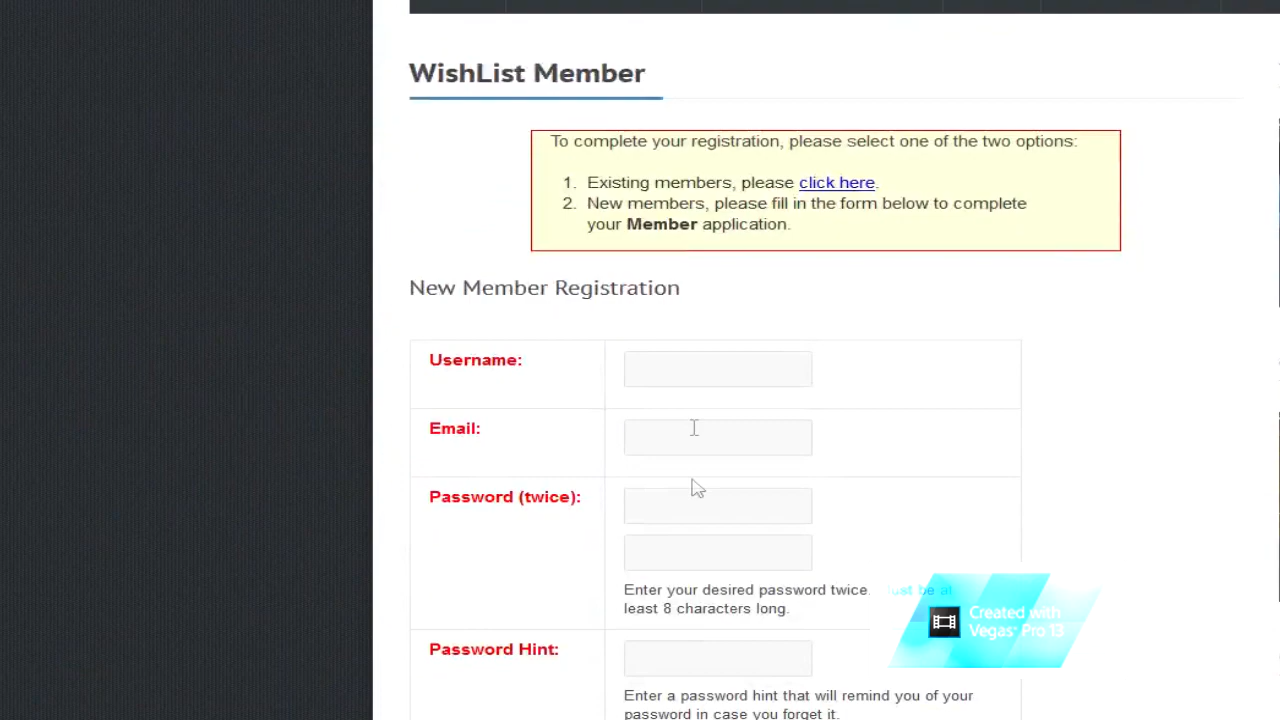 WishList Member
To complete your registration, please select one of the two options:
1. Existing members, please click here.
2. New members, please fill in the form below to complete
your Member application.
New Member Registration
Username:
Email:
Password (twice):
Enter your desired password twice. Must be at
least 8 characters long.
Created with
Vegas® Pro 13
Password Hint:
Enter a password hint that will remind you of your
password in case you forget it.